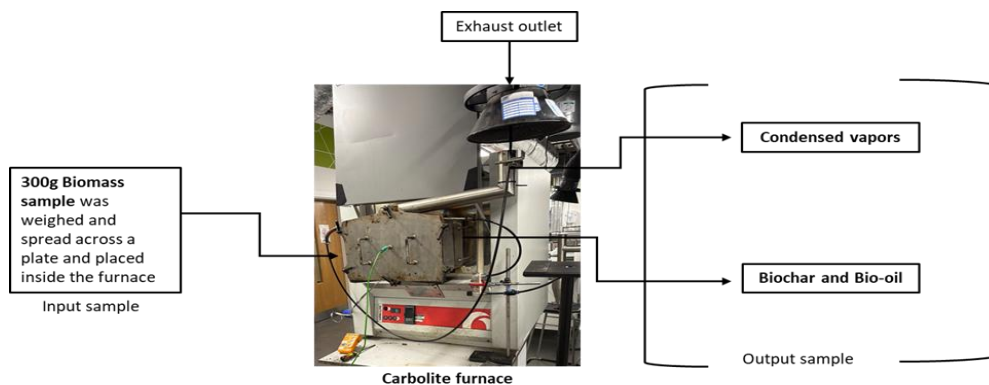 Exhaust outlet
Condensed vapors
300g Biomass
sample was
weighed and
spread across a
plate and placed
inside the furnace
Input sample
Biochar and Bio-oil
Output sample
Carbolite furnace